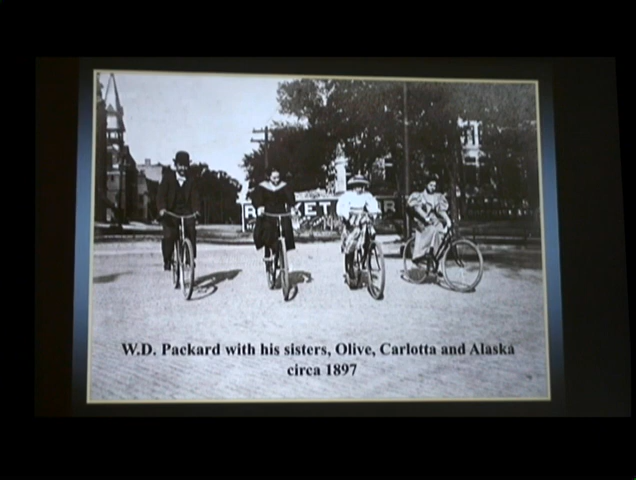 W.D. Packard with his sisters, Olive, Carlotta and Alaska
circa 1897